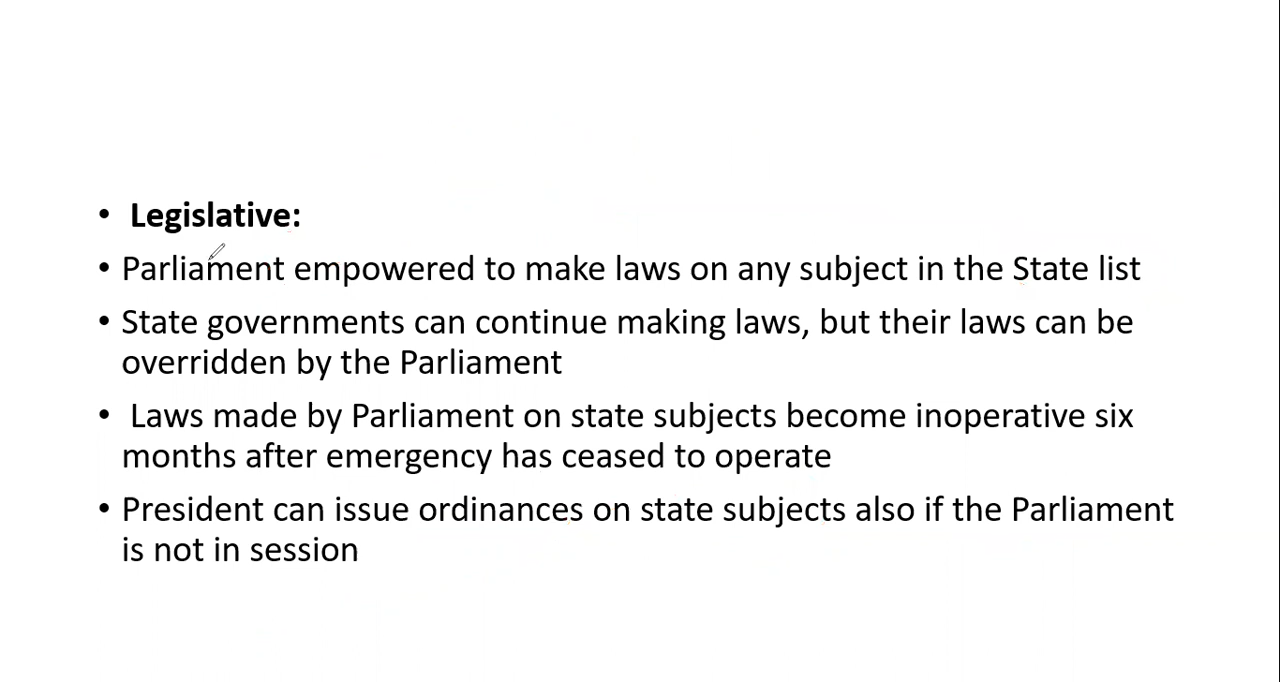 • Legislative:
• Parliament empowered to make laws on any subject in the State list
• State governments can continue making laws, but their laws can be
overridden by the Parliament
• Laws made by Parliament on state subjects become inoperative six
months after emergency has ceased to operate
• President can issue ordinances on state subjects also if the Parliament
is not in session